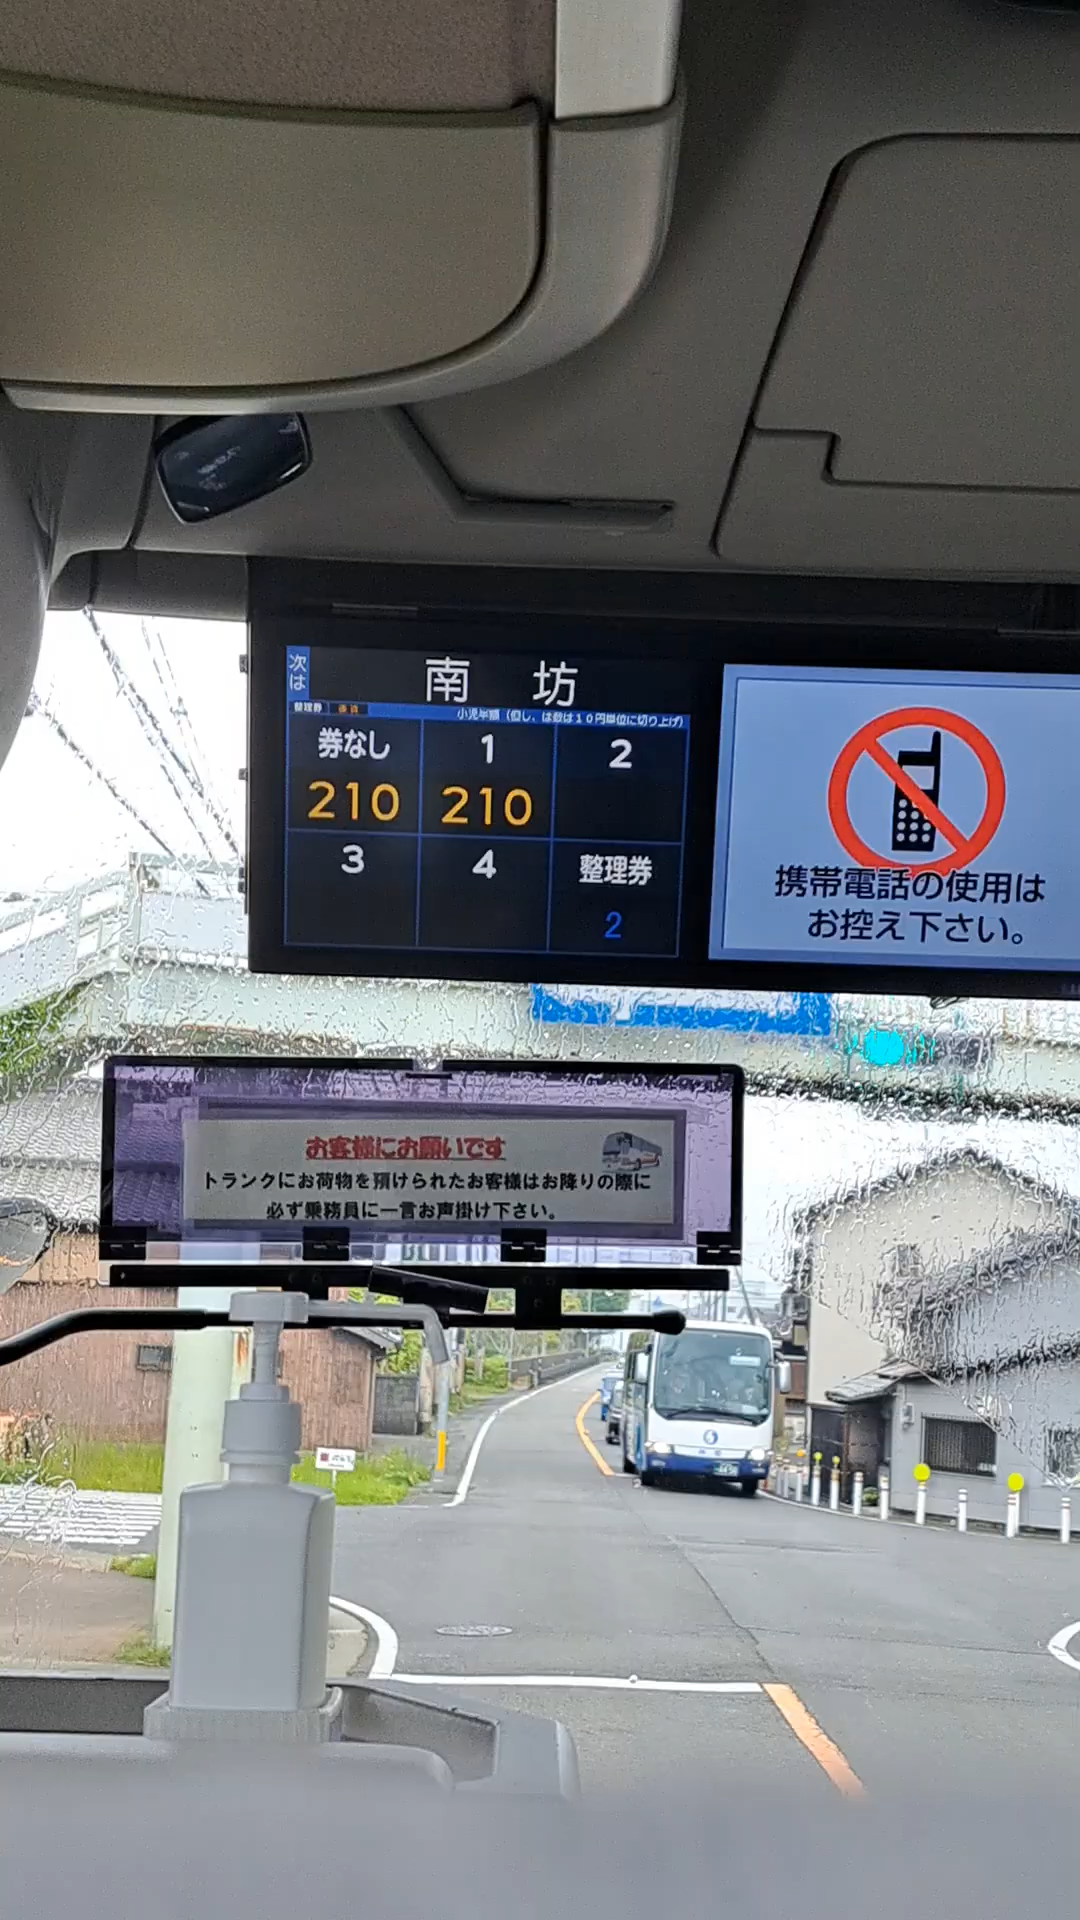 次は
南 坊
整理券 運賃
小児半額（但し、は数は１０円単位に切り上げ）
券なし 1 2
210 210
3 4 整理券
2
携帯電話の使用は
お控え下さい。
お客様にお願いです
トランクにお荷物を預けられたお客様はお降りの際に
必ず乗務員に一言お声掛け下さい。